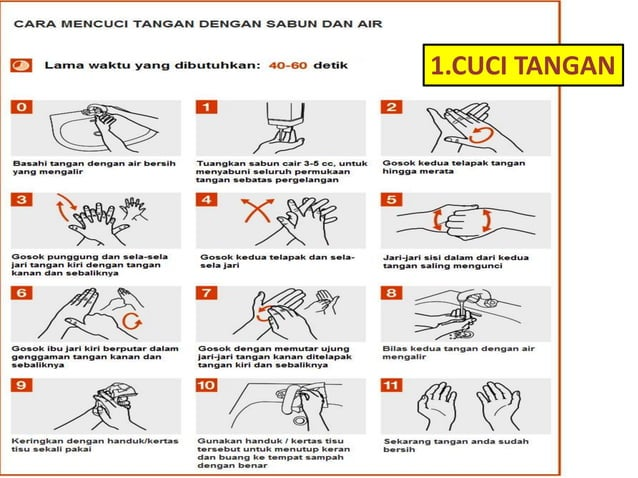 CARA MENCUCI TANGAN DENGAN SABUN DAN AIR
Lama waktu yang dibutuhkan: 40-60 detik
1.CUCI TANGAN
0
Basahi tangan dengan air bersih
yang mengalir
1
Tuangkan sabun cair 3-5 cc, untuk
menyabuni seluruh permukaan
tangan sebatas pergelangan
2
Gosok kedua telapak tangan
hingga merata
3
Gosok punggung dan sela-sela
jari tangan kiri dengan tangan
kanan dan sebaliknya
4
Gosok kedua telapak dan sela-
sela jari
5
Jari-jari sisi dalam dari kedua
tangan saling mengunci
6
Gosok ibu jari kiri berputar dalam
genggaman tangan kanan dan
sebaliknya
7
Gosok dengan memutar ujung
jari-jari tangan kanan ditelapak
tangan kiri dan sebaliknya
8
Bilas kedua tangan dengan air
mengalir
9
Keringkan dengan handuk/kertas
tisu sekali pakai
10
Gunakan handuk / kertas tisu
tersebut untuk menutup keran
dan buang ke tempat sampah
dengan benar
11
Sekarang tangan anda sudah
bersih